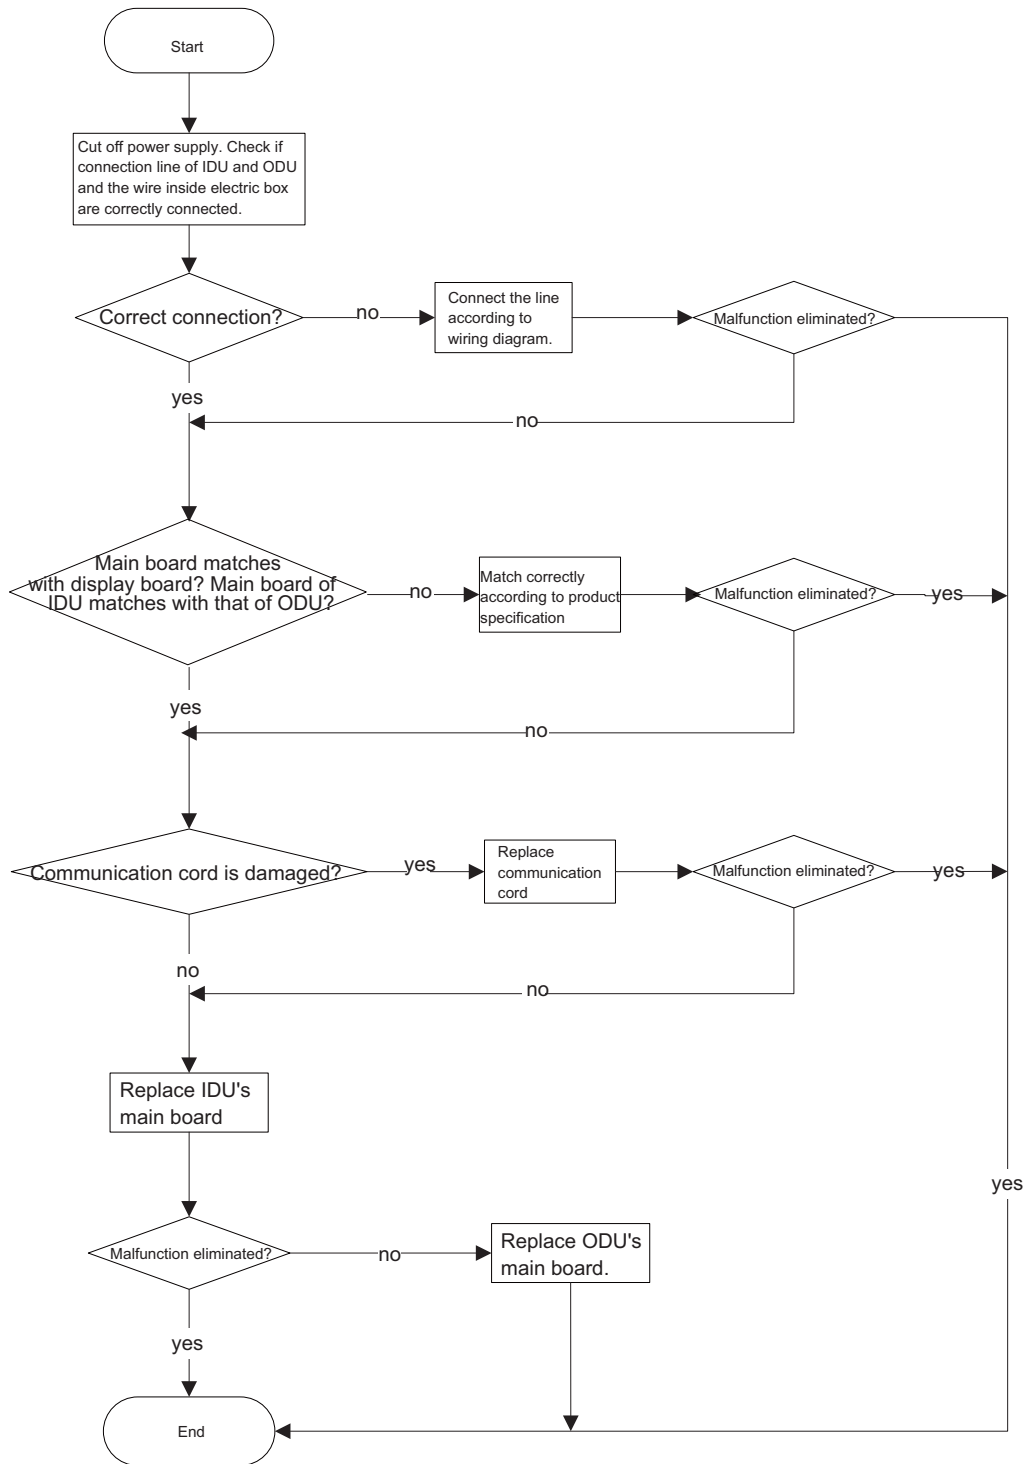 Start
Cut off power supply. Check if
connection line of IDU and ODU
and the wire inside electric box
are correctly connected.
Correct connection?
no
Connect the line
according to
wiring diagram.
Malfunction eliminated?
yes
no
Main board matches
with display board? Main board of
IDU matches with that of ODU?
no
Match correctly
according to product
specification
Malfunction eliminated?
yes
yes
no
Communication cord is damaged?
yes
Replace
communication
cord
Malfunction eliminated?
yes
no
no
Replace IDU's
main board
yes
Malfunction eliminated?
no
Replace ODU's
main board.
yes
End